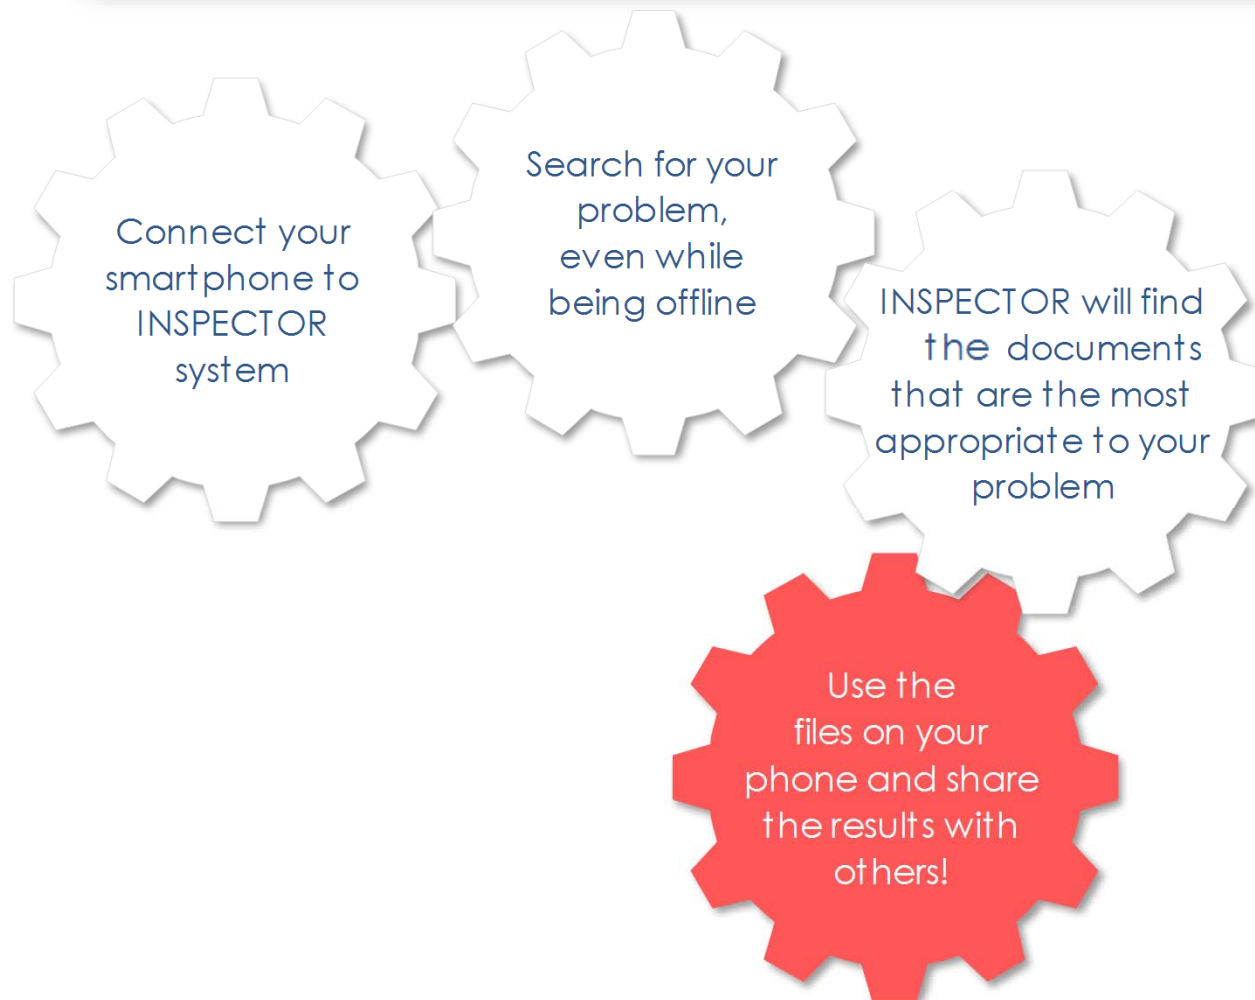 Connect your
smartphone to
INSPECTOR
system
Search for your
problem,
even while
being offline
INSPECTOR will find
the documents
that are the most
appropriate to your
problem
Use the
files on your
phone and share
the results with
others!